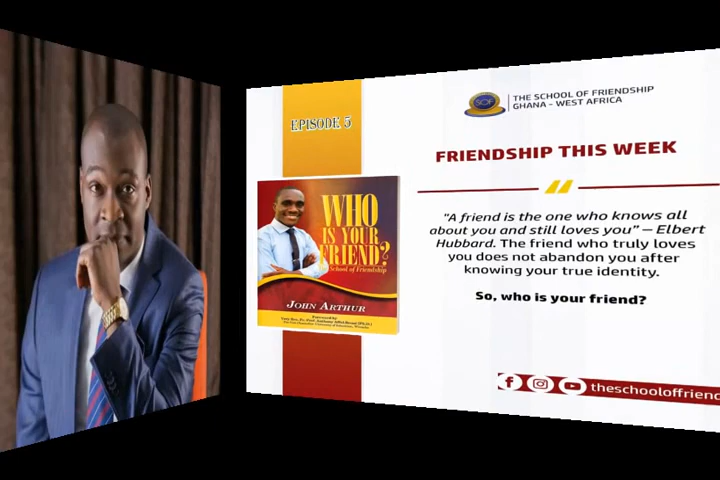 EPISODE 5
WHO
IS YOUR
FRIEND?
School of Friendship
JOHN ARTHUR
Foreword by
SOF
THE SCHOOL OF FRIENDSHIP
GHANA - WEST AFRICA
FRIENDSHIP THIS WEEK
"A friend is the one who knows all
about you and still loves you" — Elbert
Hubbard. The friend who truly loves
you does not abandon you after
knowing your true identity.
So, who is your friend?
theschooloffriend